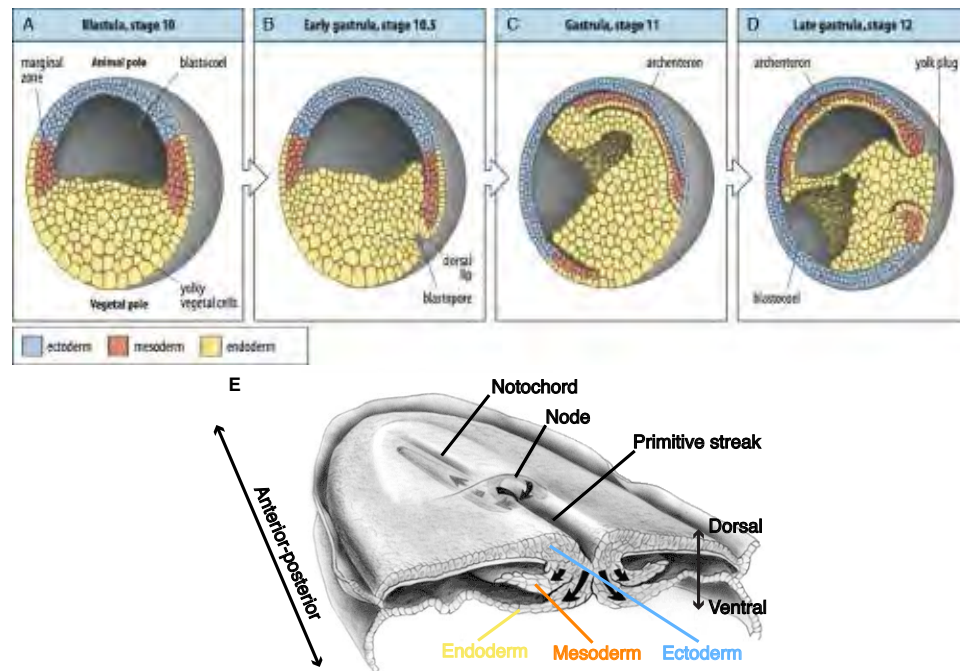 A Blastula, stage 10
marginal zone
Animal pole
blastocoel
Vegetal pole
yolky vegetal cells
B Early gastrula, stage 10.5
dorsal lip
blastopore
C Gastrula, stage 11
archenteron
D Late gastrula, stage 12
archenteron
yolk plug
blastocoel
ectoderm
mesoderm
endoderm
E
Notochord
Node
Primitive streak
Anterior-posterior
Dorsal
Ventral
Endoderm
Mesoderm
Ectoderm